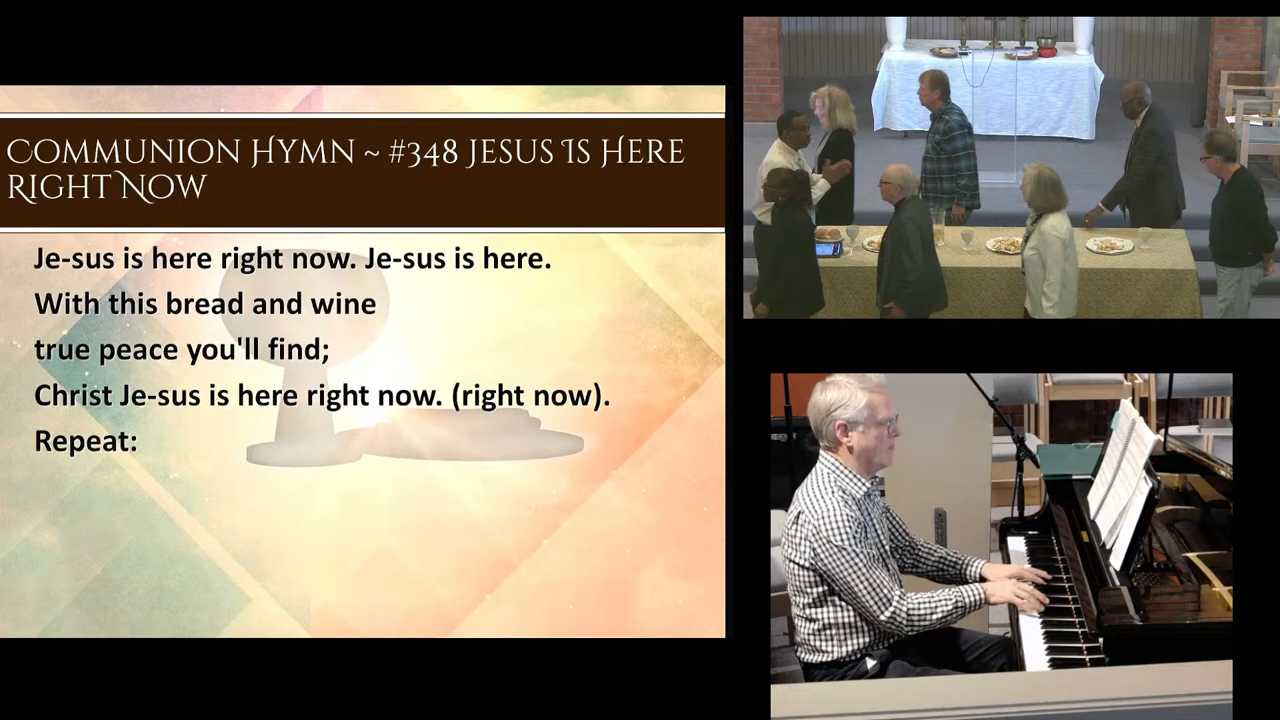 Communion Hymn ~ #348 Jesus Is Here
Right Now
Je-sus is here right now. Je-sus is here.
With this bread and wine
true peace you'll find;
Christ Je-sus is here right now. (right now).
Repeat: